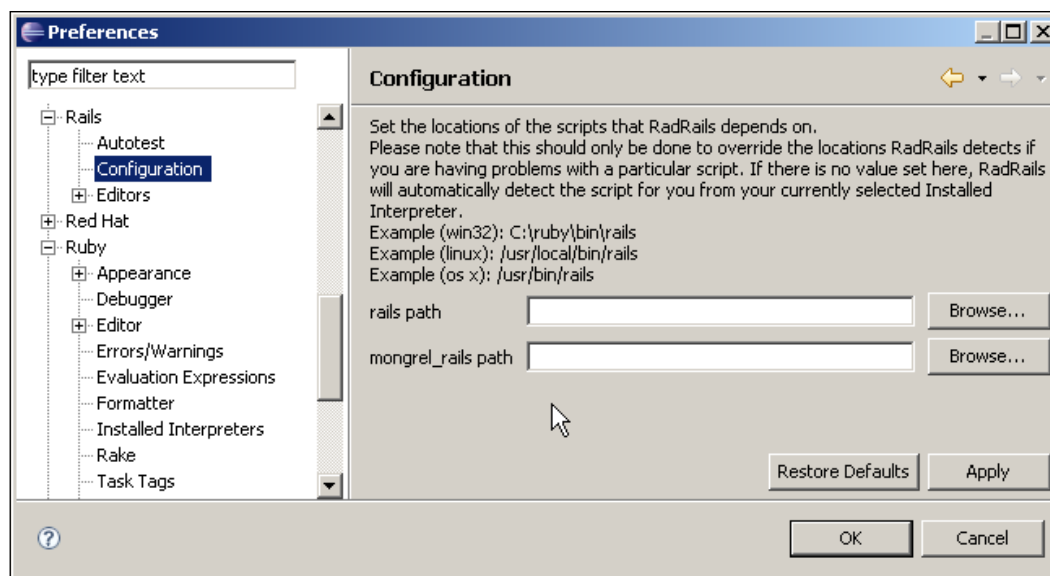 Preferences
type filter text
Rails
Autotest
Configuration
Editors
Red Hat
Ruby
Appearance
Debugger
Editor
Errors/Warnings
Evaluation Expressions
Formatter
Installed Interpreters
Rake
Task Tags
Configuration
Set the locations of the scripts that RadRails depends on.
Please note that this should only be done to override the locations RadRails detects if
you are having problems with a particular script. If there is no value set here, RadRails
will automatically detect the script for you from your currently selected Installed
Interpreter.
Example (win32): C:\ruby\bin\rails
Example (linux): /usr/local/bin/rails
Example (os x): /usr/bin/rails
rails path
Browse...
mongrel_rails path
Browse...
Restore Defaults
Apply
OK
Cancel